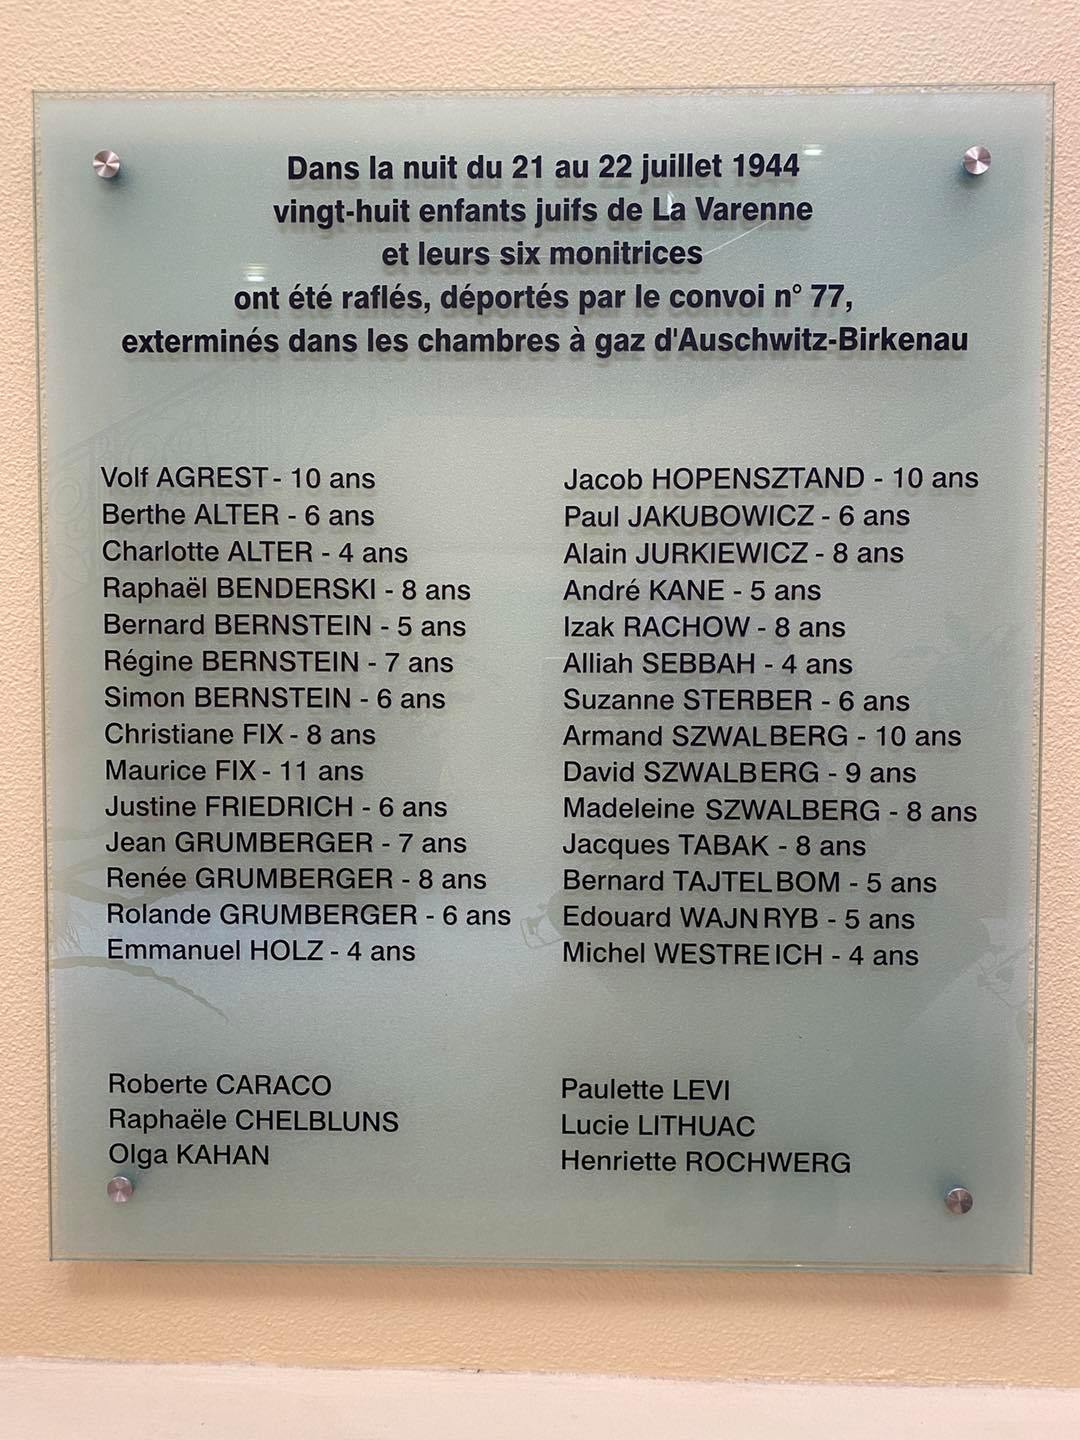 Dans la nuit du 21 au 22 juillet 1944
vingt-huit enfants juifs de La Varenne
et leurs six monitrices
ont été raflés, déportés par le convoi n° 77,
exterminés dans les chambres à gaz d'Auschwitz-Birkenau
Volf AGREST - 10 ans
Berthe ALTER - 6 ans
Charlotte ALTER - 4 ans
Raphaël BENDERSKI - 8 ans
Bernard BERNSTEIN - 5 ans
Régine BERNSTEIN - 7 ans
Simon BERNSTEIN - 6 ans
Christiane FIX - 8 ans
Maurice FIX - 11 ans
Justine FRIEDRICH - 6 ans
Jean GRUMBERGER - 7 ans
Renée GRUMBERGER - 8 ans
Rolande GRUMBERGER - 6 ans
Emmanuel HOLZ - 4 ans
Jacob HOPENSZTAND - 10 ans
Paul JAKUBOWICZ - 6 ans
Alain JURKIEWICZ - 8 ans
André KANE - 5 ans
Izak RACHOW - 8 ans
Alliah SEBBAH - 4 ans
Suzanne STERBER - 6 ans
Armand SZWALBERG - 10 ans
David SZWALBERG - 9 ans
Madeleine SZWALBERG - 8 ans
Jacques TABAK - 8 ans
Bernard TAJTELBOM - 5 ans
Edouard WAJNRYB - 5 ans
Michel WESTREICH - 4 ans
Roberte CARACO
Raphaële CHELBLUNS
Olga KAHAN
Paulette LEVI
Lucie LITHUAC
Henriette ROCHWERG